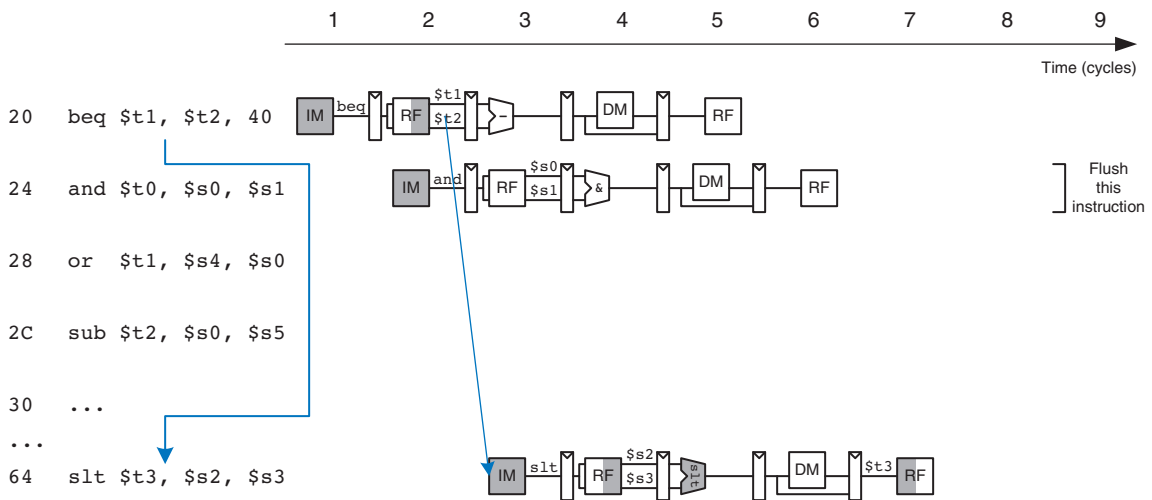 1 2 3 4 5 6 7 8 9
Time (cycles)
20 beq $t1, $t2, 40 IM beq RF $t1 $t2 − DM RF
24 and $t0, $s0, $s1 IM and RF $s0 $s1 & DM RF
Flush
this
instruction
28 or $t1, $s4, $s0
2C sub $t2, $s0, $s5
30 ...
...
64 slt $t3, $s2, $s3 IM slt RF $s2 $s3 slt DM $t3 RF